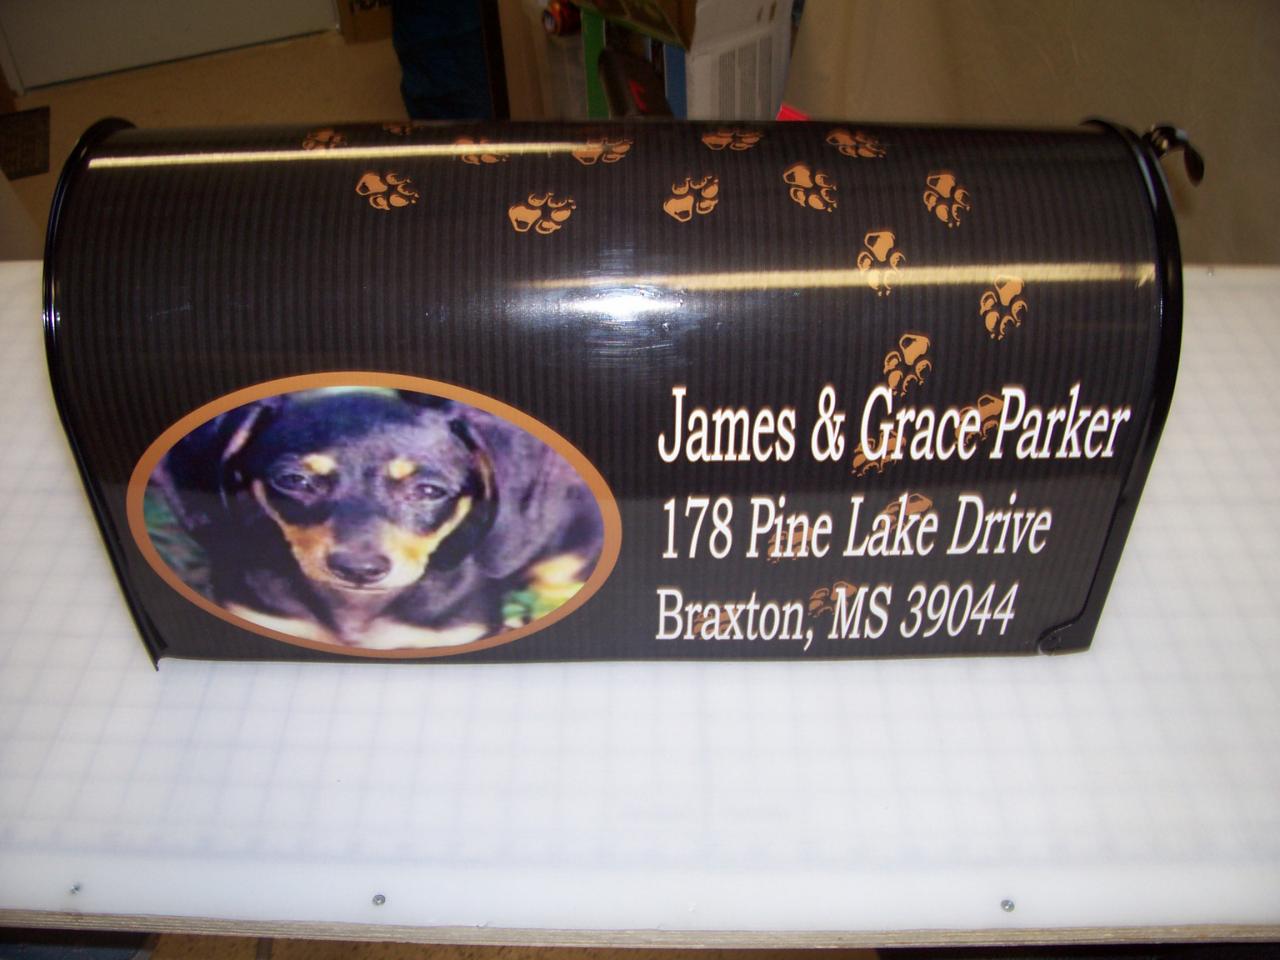 James & Grace Parker
178 Pine Lake Drive
Braxton, MS 39044